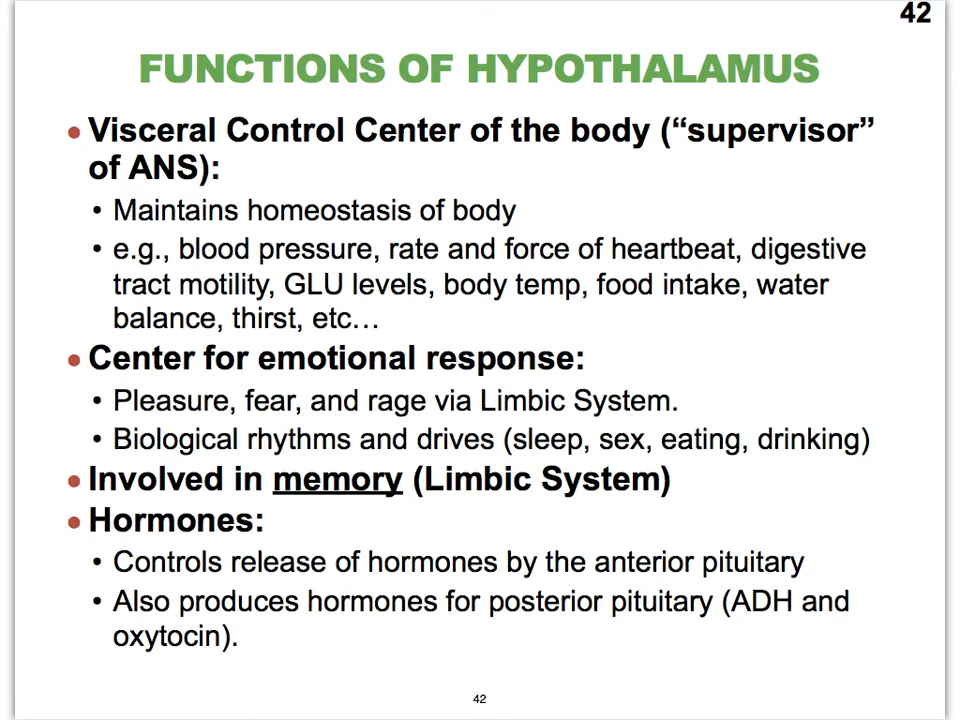 42
FUNCTIONS OF HYPOTHALAMUS
• Visceral Control Center of the body (“supervisor”
of ANS):
• Maintains homeostasis of body
• e.g., blood pressure, rate and force of heartbeat, digestive
tract motility, GLU levels, body temp, food intake, water
balance, thirst, etc…
• Center for emotional response:
• Pleasure, fear, and rage via Limbic System.
• Biological rhythms and drives (sleep, sex, eating, drinking)
• Involved in memory (Limbic System)
• Hormones:
• Controls release of hormones by the anterior pituitary
• Also produces hormones for posterior pituitary (ADH and
oxytocin).
42